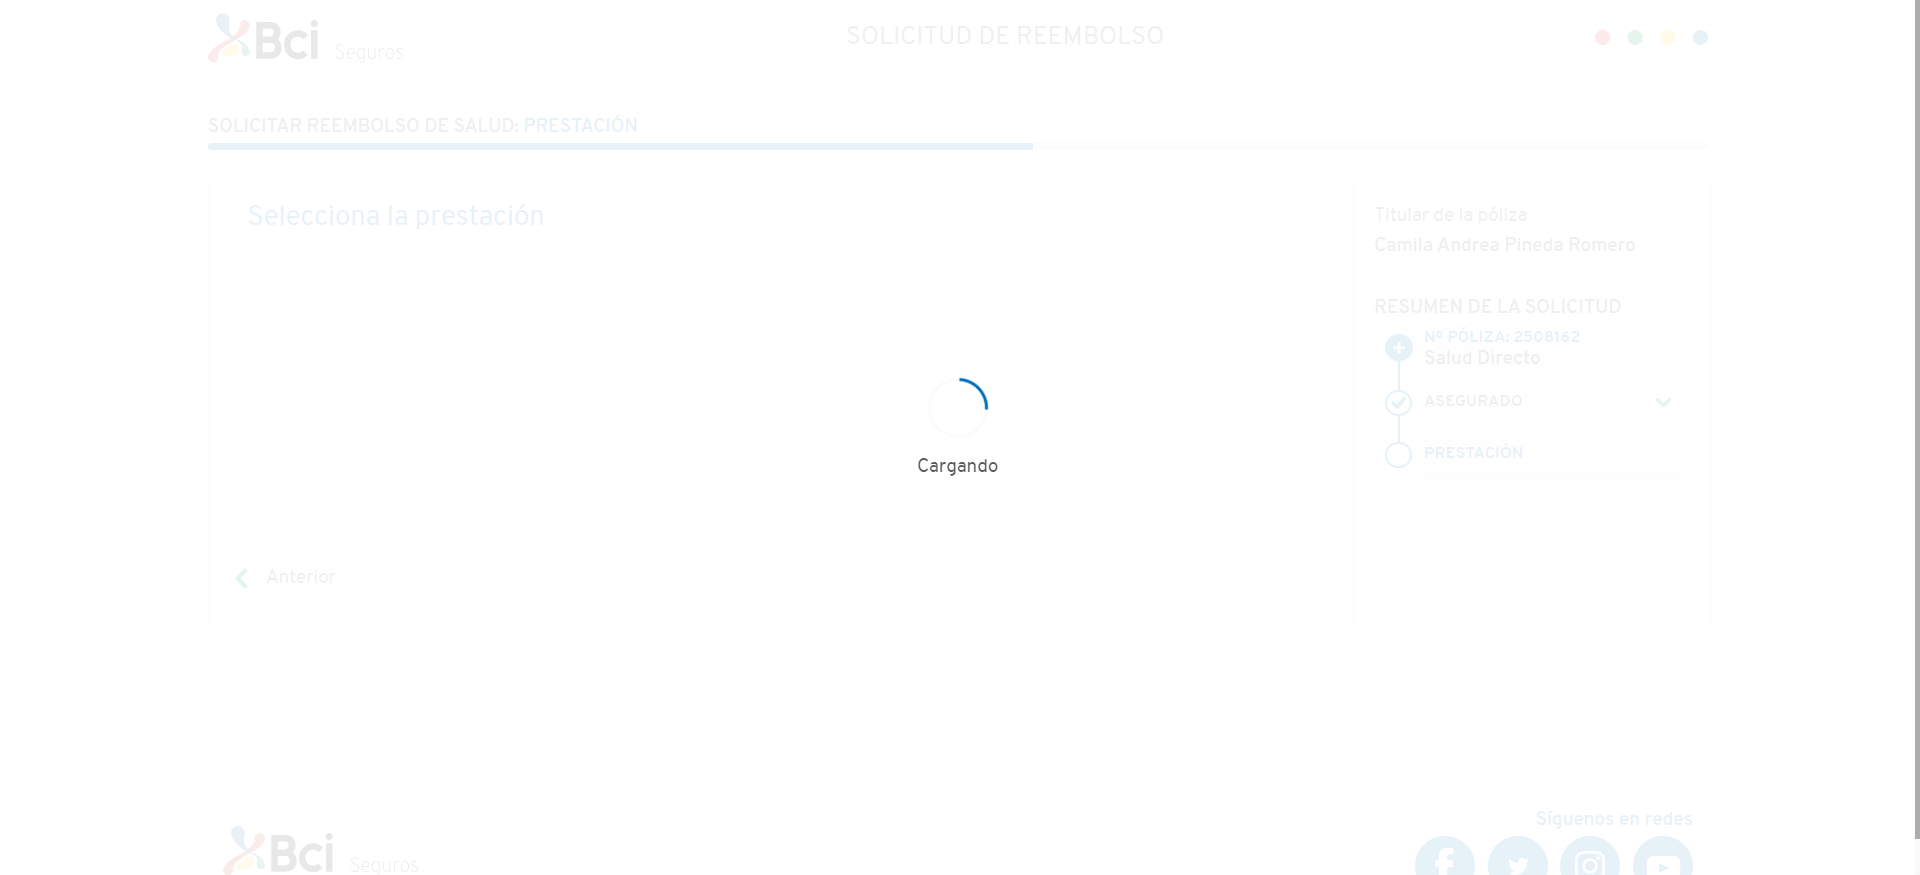 Bci Seguros
SOLICITUD DE REEMBOLSO
SOLICITAR REEMBOLSO DE SALUD: PRESTACIÓN
Selecciona la prestación
Titular de la póliza
Camila Andrea Pineda Romero
RESUMEN DE LA SOLICITUD
Nº PÓLIZA: 2508162
Salud Directo
ASEGURADO
PRESTACIÓN
Cargando
Anterior
Síguenos en redes
Bci Seguros